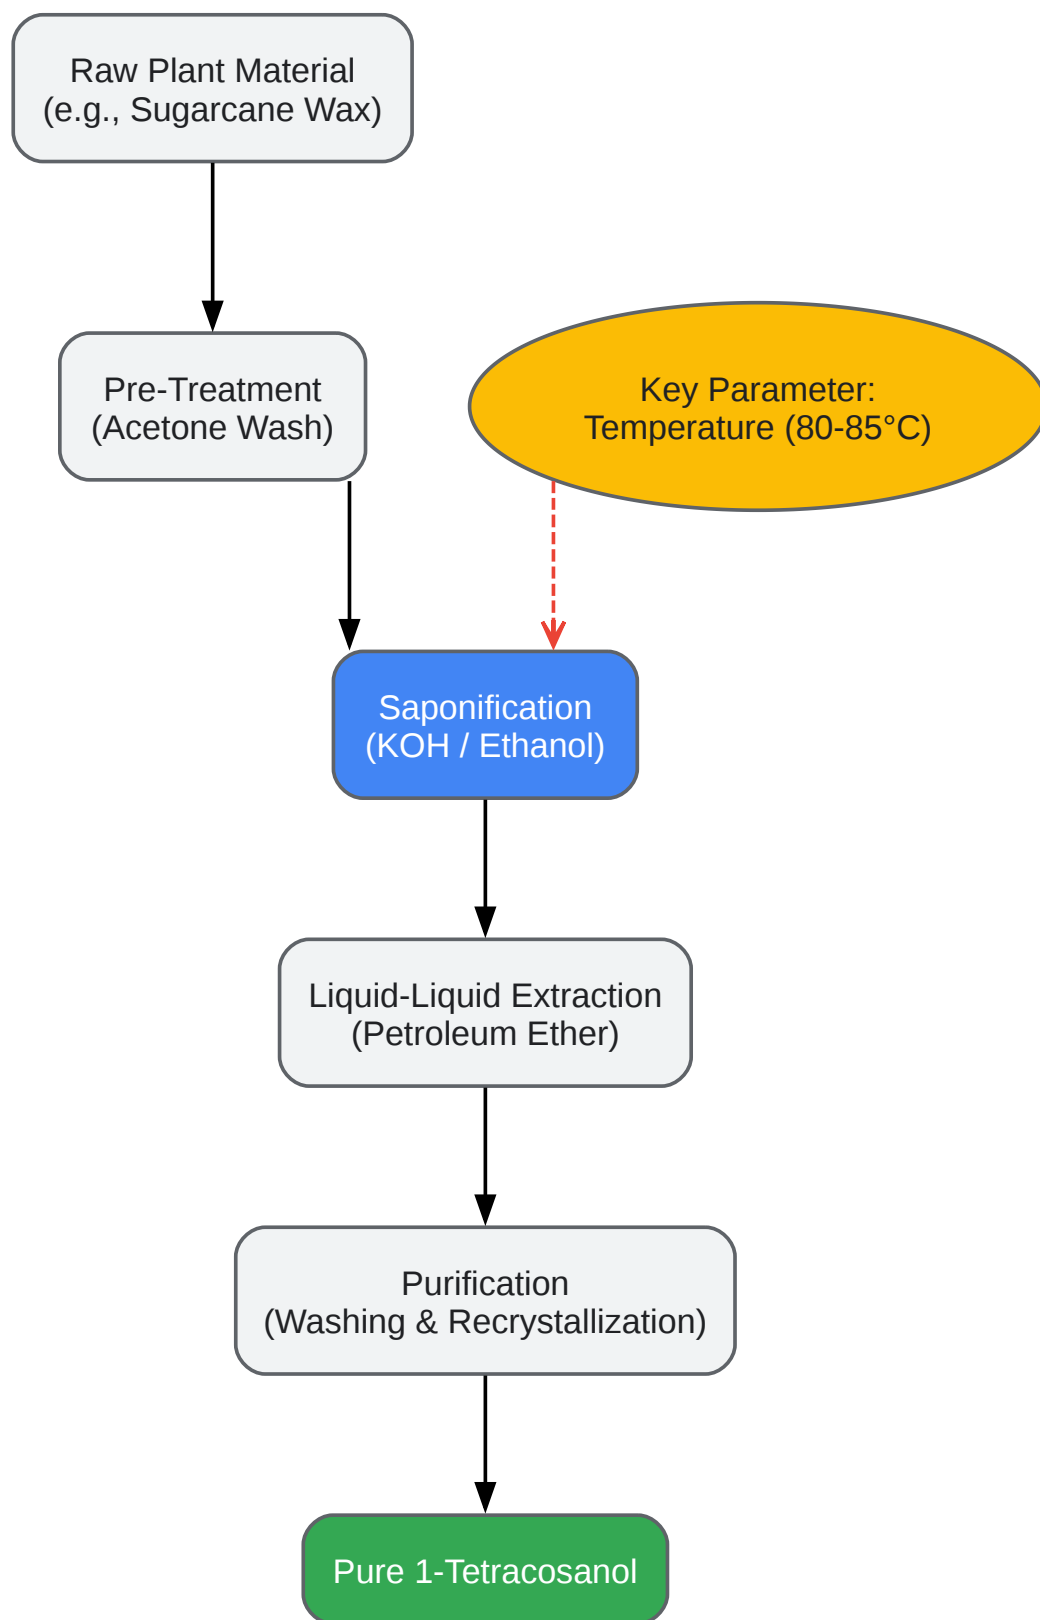 Raw Plant Material
(e.g., Sugarcane Wax)
Pre-Treatment
(Acetone Wash)
Key Parameter:
Temperature (80-85°C)
Saponification
(KOH / Ethanol)
Liquid-Liquid Extraction
(Petroleum Ether)
Purification
(Washing & Recrystallization)
Pure 1-Tetracosanol